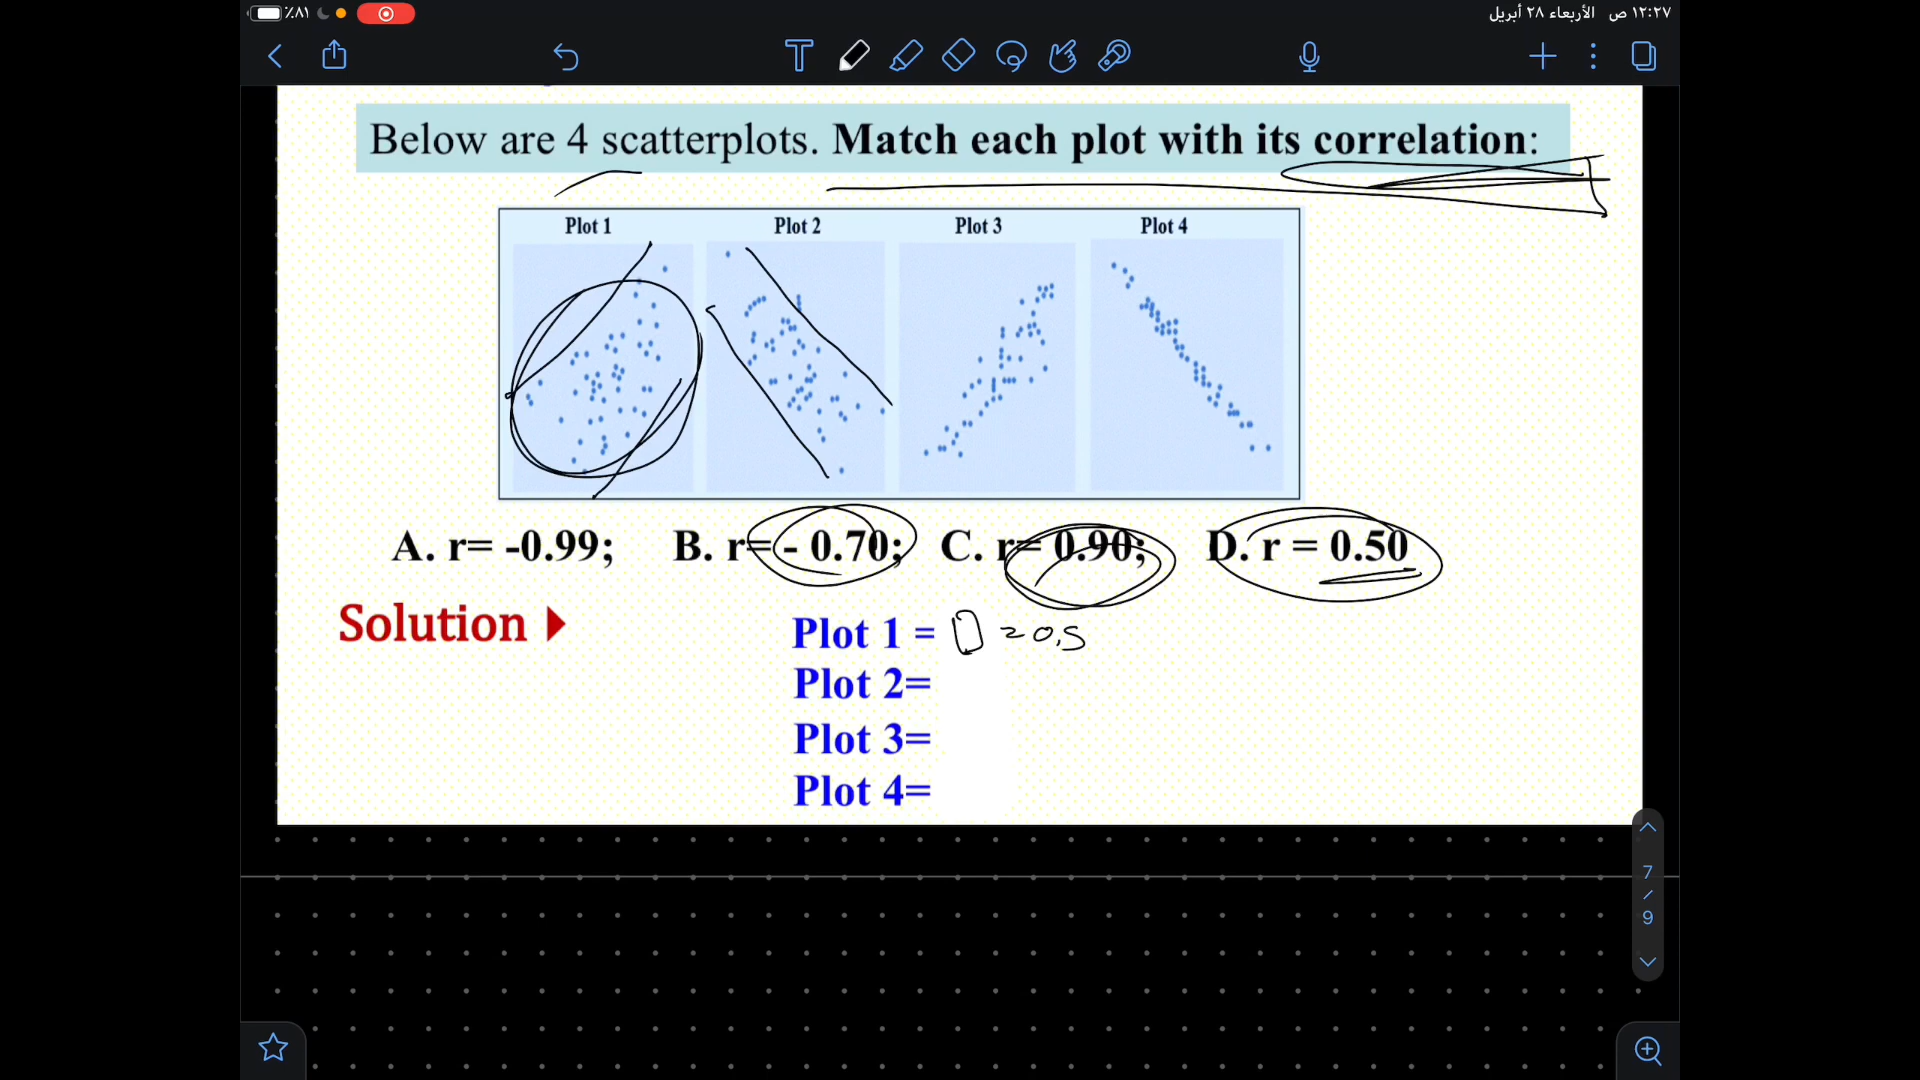 ٪٨١
١٢:٢٧ ص الأربعاء ٢٨ أبريل
T
Below are 4 scatterplots. Match each plot with its correlation:
Plot 1 Plot 2 Plot 3 Plot 4
A. r= -0.99; B. r= - 0.70; C. r= 0.90; D. r = 0.50
Solution
Plot 1 = D = 0.5
Plot 2=
Plot 3=
Plot 4=
7
/
9